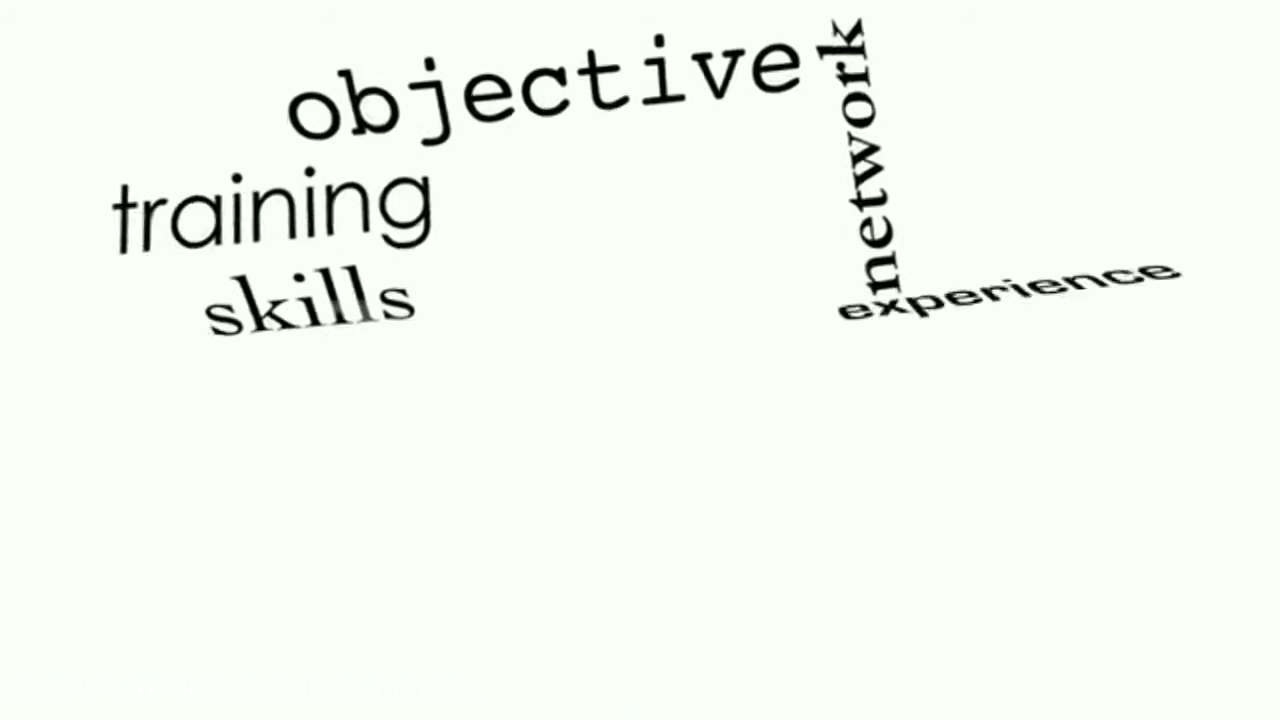 objective
network
training
skills
experience